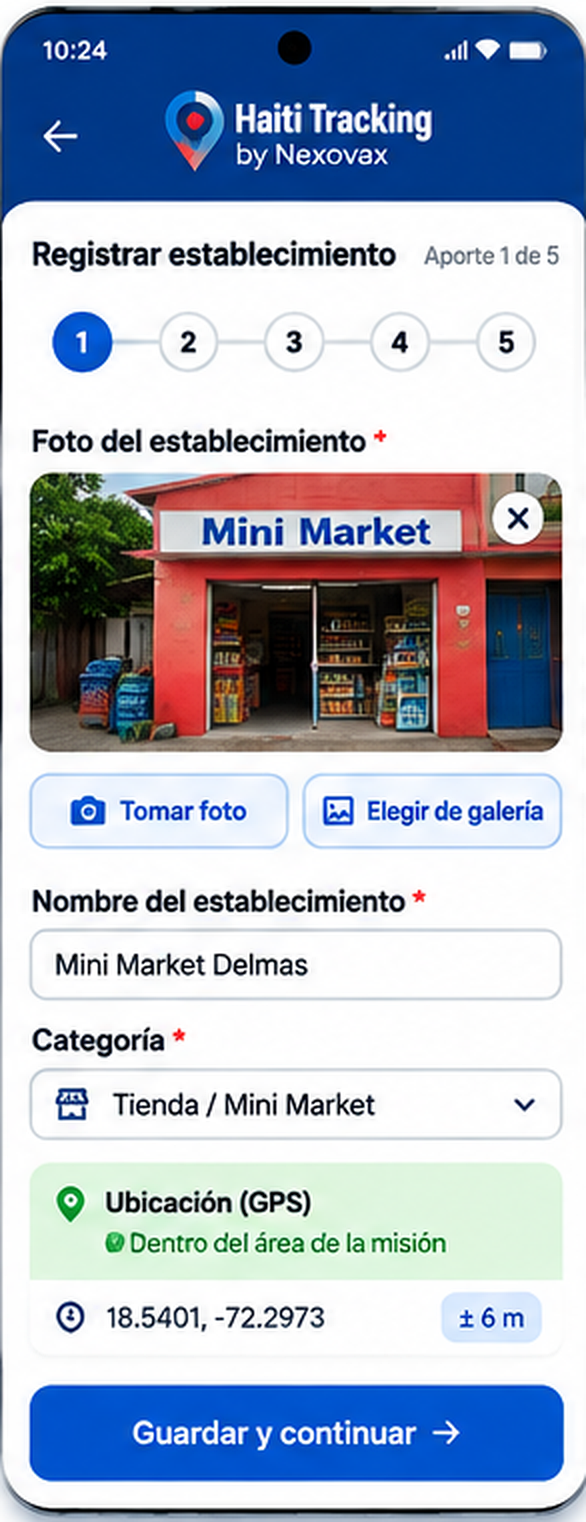 10:24
Haiti Tracking
by Nexovax
Registrar establecimiento Aporte 1 de 5
1 2 3 4 5
Foto del establecimiento *
Mini Market
Tomar foto Elegir de galería
Nombre del establecimiento *
Mini Market Delmas
Categoría *
Tienda / Mini Market
Ubicación (GPS)
Dentro del área de la misión
18.5401, -72.2973 ± 6 m
Guardar y continuar →